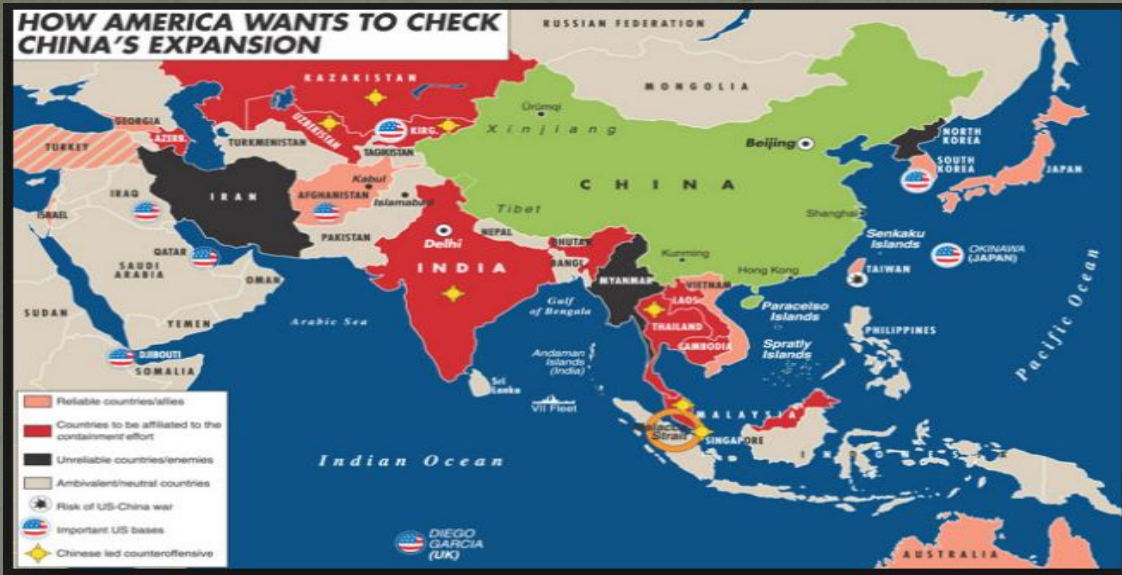 HOW AMERICA WANTS TO CHECK
CHINA'S EXPANSION
RUSSIAN FEDERATION
KAZAKISTAN
MONGOLIA
Ürümqi
Xinjiang
GEORGIA
AZERB.
UZBEKISTAN
KIRG.
TURKEY
TURKMENISTAN
TAGIKISTAN
Beijing
NORTH
KOREA
SOUTH
KOREA
JAPAN
CHINA
IRAQ
IRAN
Kabul
AFGHANISTAN
Islamabad
ISRAEL
Tibet
Shanghai
PAKISTAN
Delhi
NEPAL
Senkaku
Islands
QATAR
BHUTAN
Kunming
OKINAWA
(JAPAN)
SAUDI
ARABIA
INDIA
BANGL.
Hong Kong
TAIWAN
OMAN
MYANMAR
VIETNAM
LAOS
SUDAN
Gulf
of Bengala
Paracelso
Islands
YEMEN
Arabic Sea
THAILAND
PHILIPPINES
Pacific Ocean
CAMBODIA
Spratly
Islands
DJIBOUTI
SOMALIA
Andaman
Islands
(India)
Sri
Lanka
VII Fleet
MALAYSIA
Strait
SINGAPORE
INDONESIA
Indian Ocean
DIEGO
GARCIA
(UK)
AUSTRALIA
Reliable countries/allies
Countries to be affiliated to the
containment effort
Unreliable countries/enemies
Ambivalent/neutral countries
Risk of US-China war
Important US bases
Chinese led counteroffensive